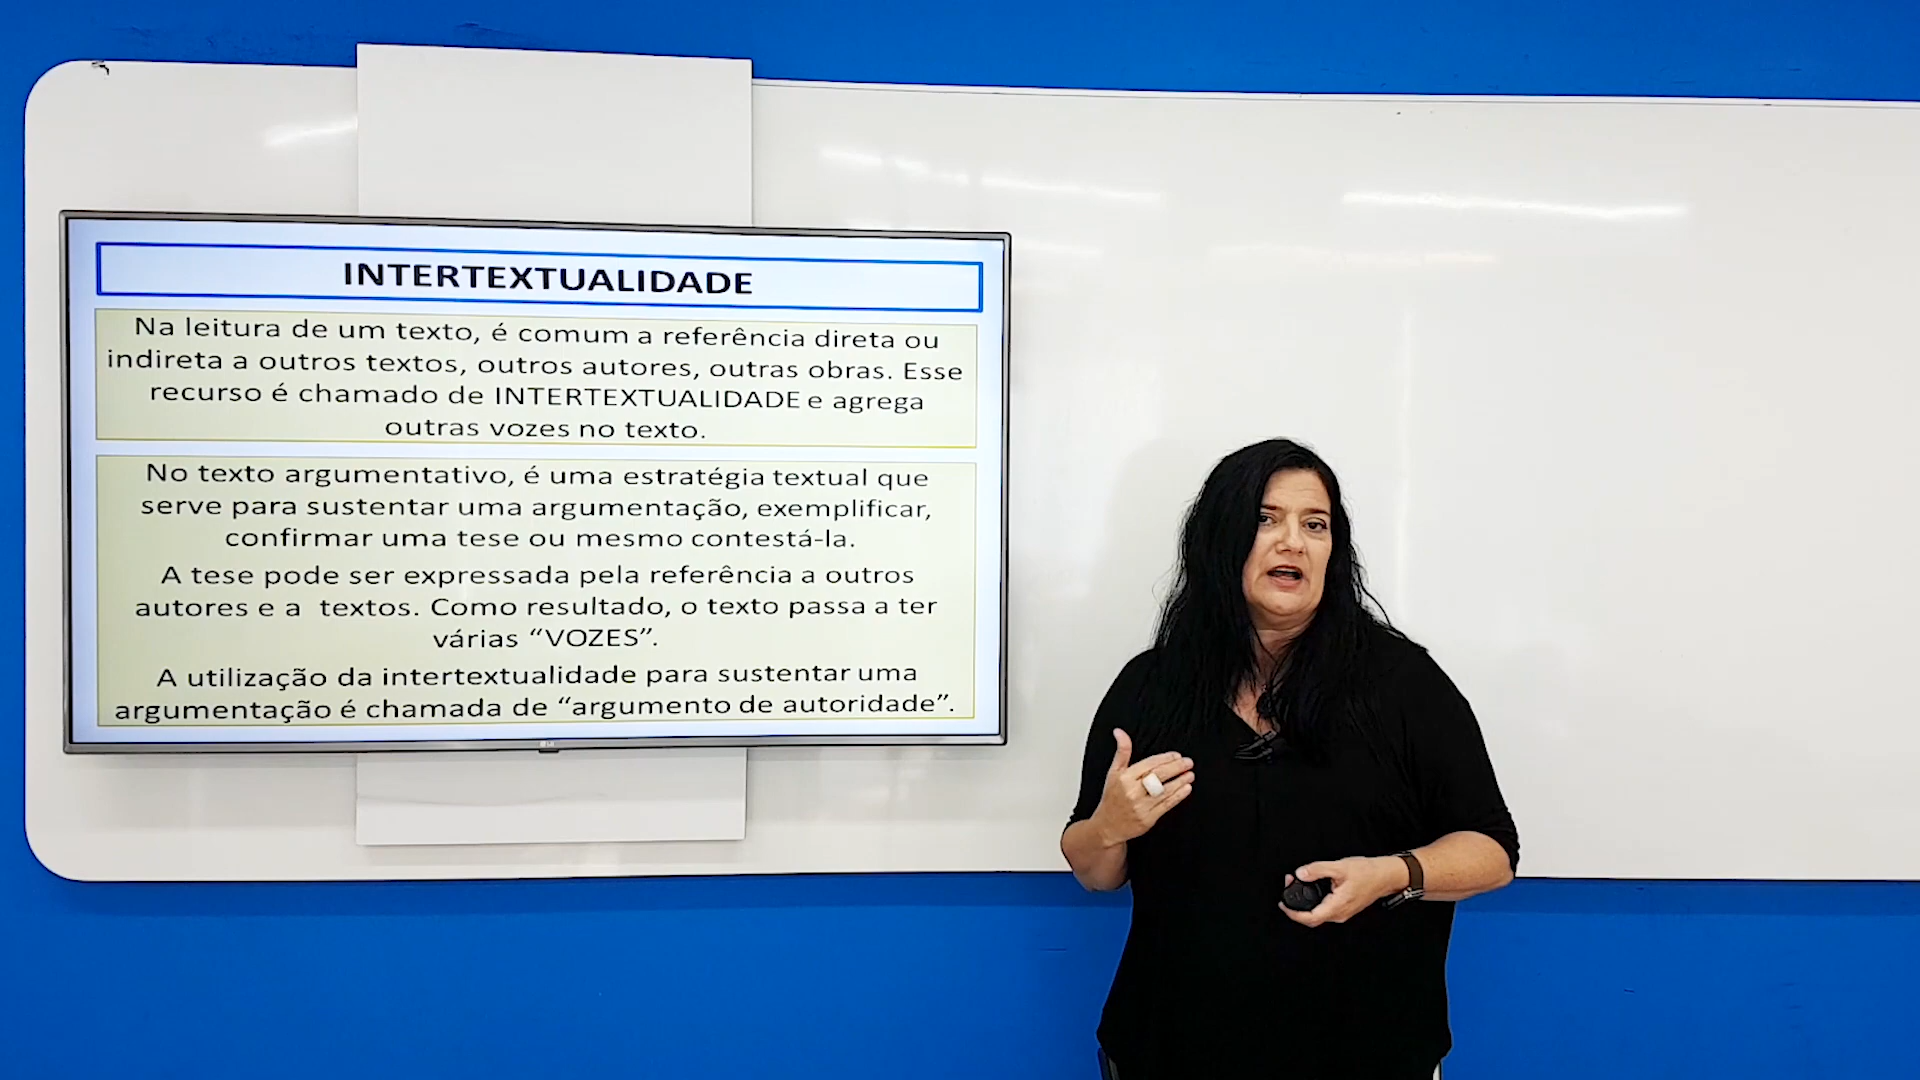 INTERTEXTUALIDADE
Na leitura de um texto, é comum a referência direta ou
indireta a outros textos, outros autores, outras obras. Esse
recurso é chamado de INTERTEXTUALIDADE e agrega
outras vozes no texto.
No texto argumentativo, é uma estratégia textual que
serve para sustentar uma argumentação, exemplificar,
confirmar uma tese ou mesmo contestá-la.
A tese pode ser expressada pela referência a outros
autores e a textos. Como resultado, o texto passa a ter
várias “VOZES”.
A utilização da intertextualidade para sustentar uma
argumentação é chamada de “argumento de autoridade”.